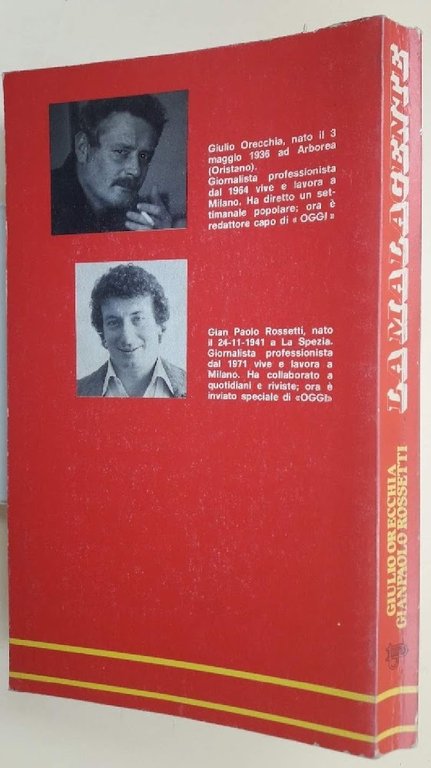 Giulio Orecchia, nato il 3
maggio 1936 ad Arborea
(Oristano).
Giornalista professionista
dal 1964 vive e lavora a
Milano. Ha diretto un set-
timanale popolare; ora è
redattore capo di « OGGI »
Gian Paolo Rossetti, nato
il 24-11-1941 a La Spezia.
Giornalista professionista
dal 1971 vive e lavora a
Milano. Ha collaborato a
quotidiani e riviste; ora è
inviato speciale di «OGGI»
GIULIO ORECCHIA
GIANPAOLO ROSSETTI
LA MALAGENTE